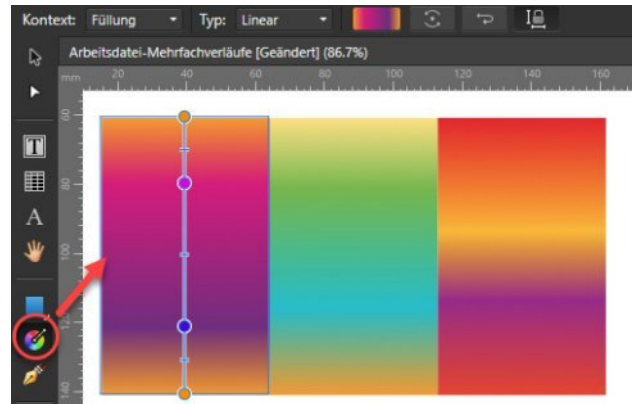 Kontext: Füllung Typ: Linear
Arbeitsdatei-Mehrfachverläufe [Geändert] (86.7%)
mm 20 40 60 80 100 120 140 160
60
80
100
120
140
T
A